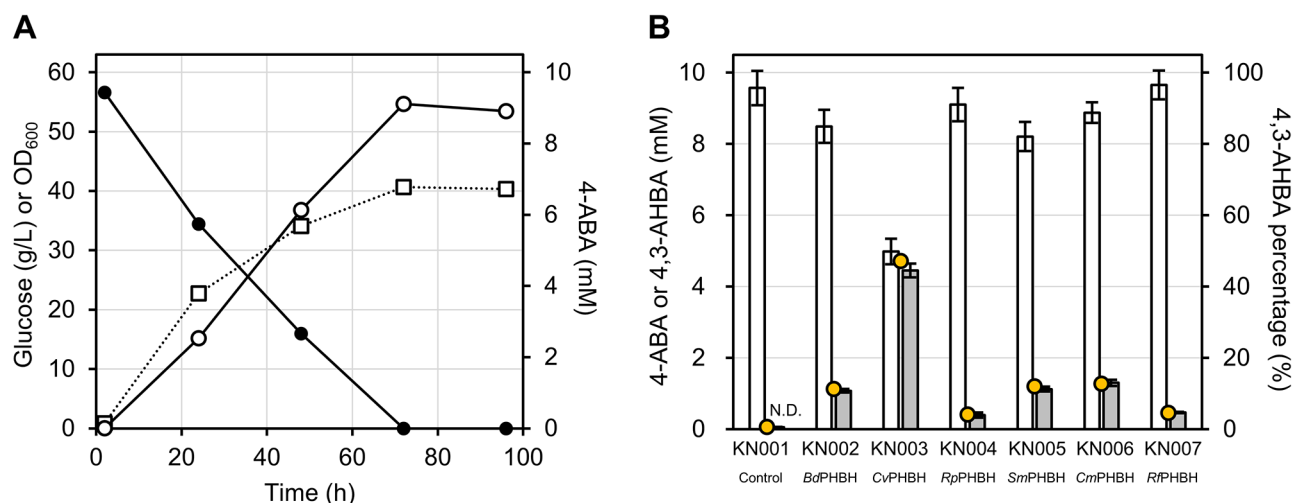 A
B
Glucose (g/L) or OD600
60
50
40
30
20
10
0
10
8
6
4
2
0
4-ABA (mM)
0 20 40 60 80 100
Time (h)
4-ABA or 4,3-AHBA (mM)
10
8
6
4
2
0
100
80
60
40
20
0
4,3-AHBA percentage (%)
N.D.
KN001 KN002 KN003 KN004 KN005 KN006 KN007
Control BdPHBH CvPHBH RpPHBH SmPHBH CmPHBH RfPHBH